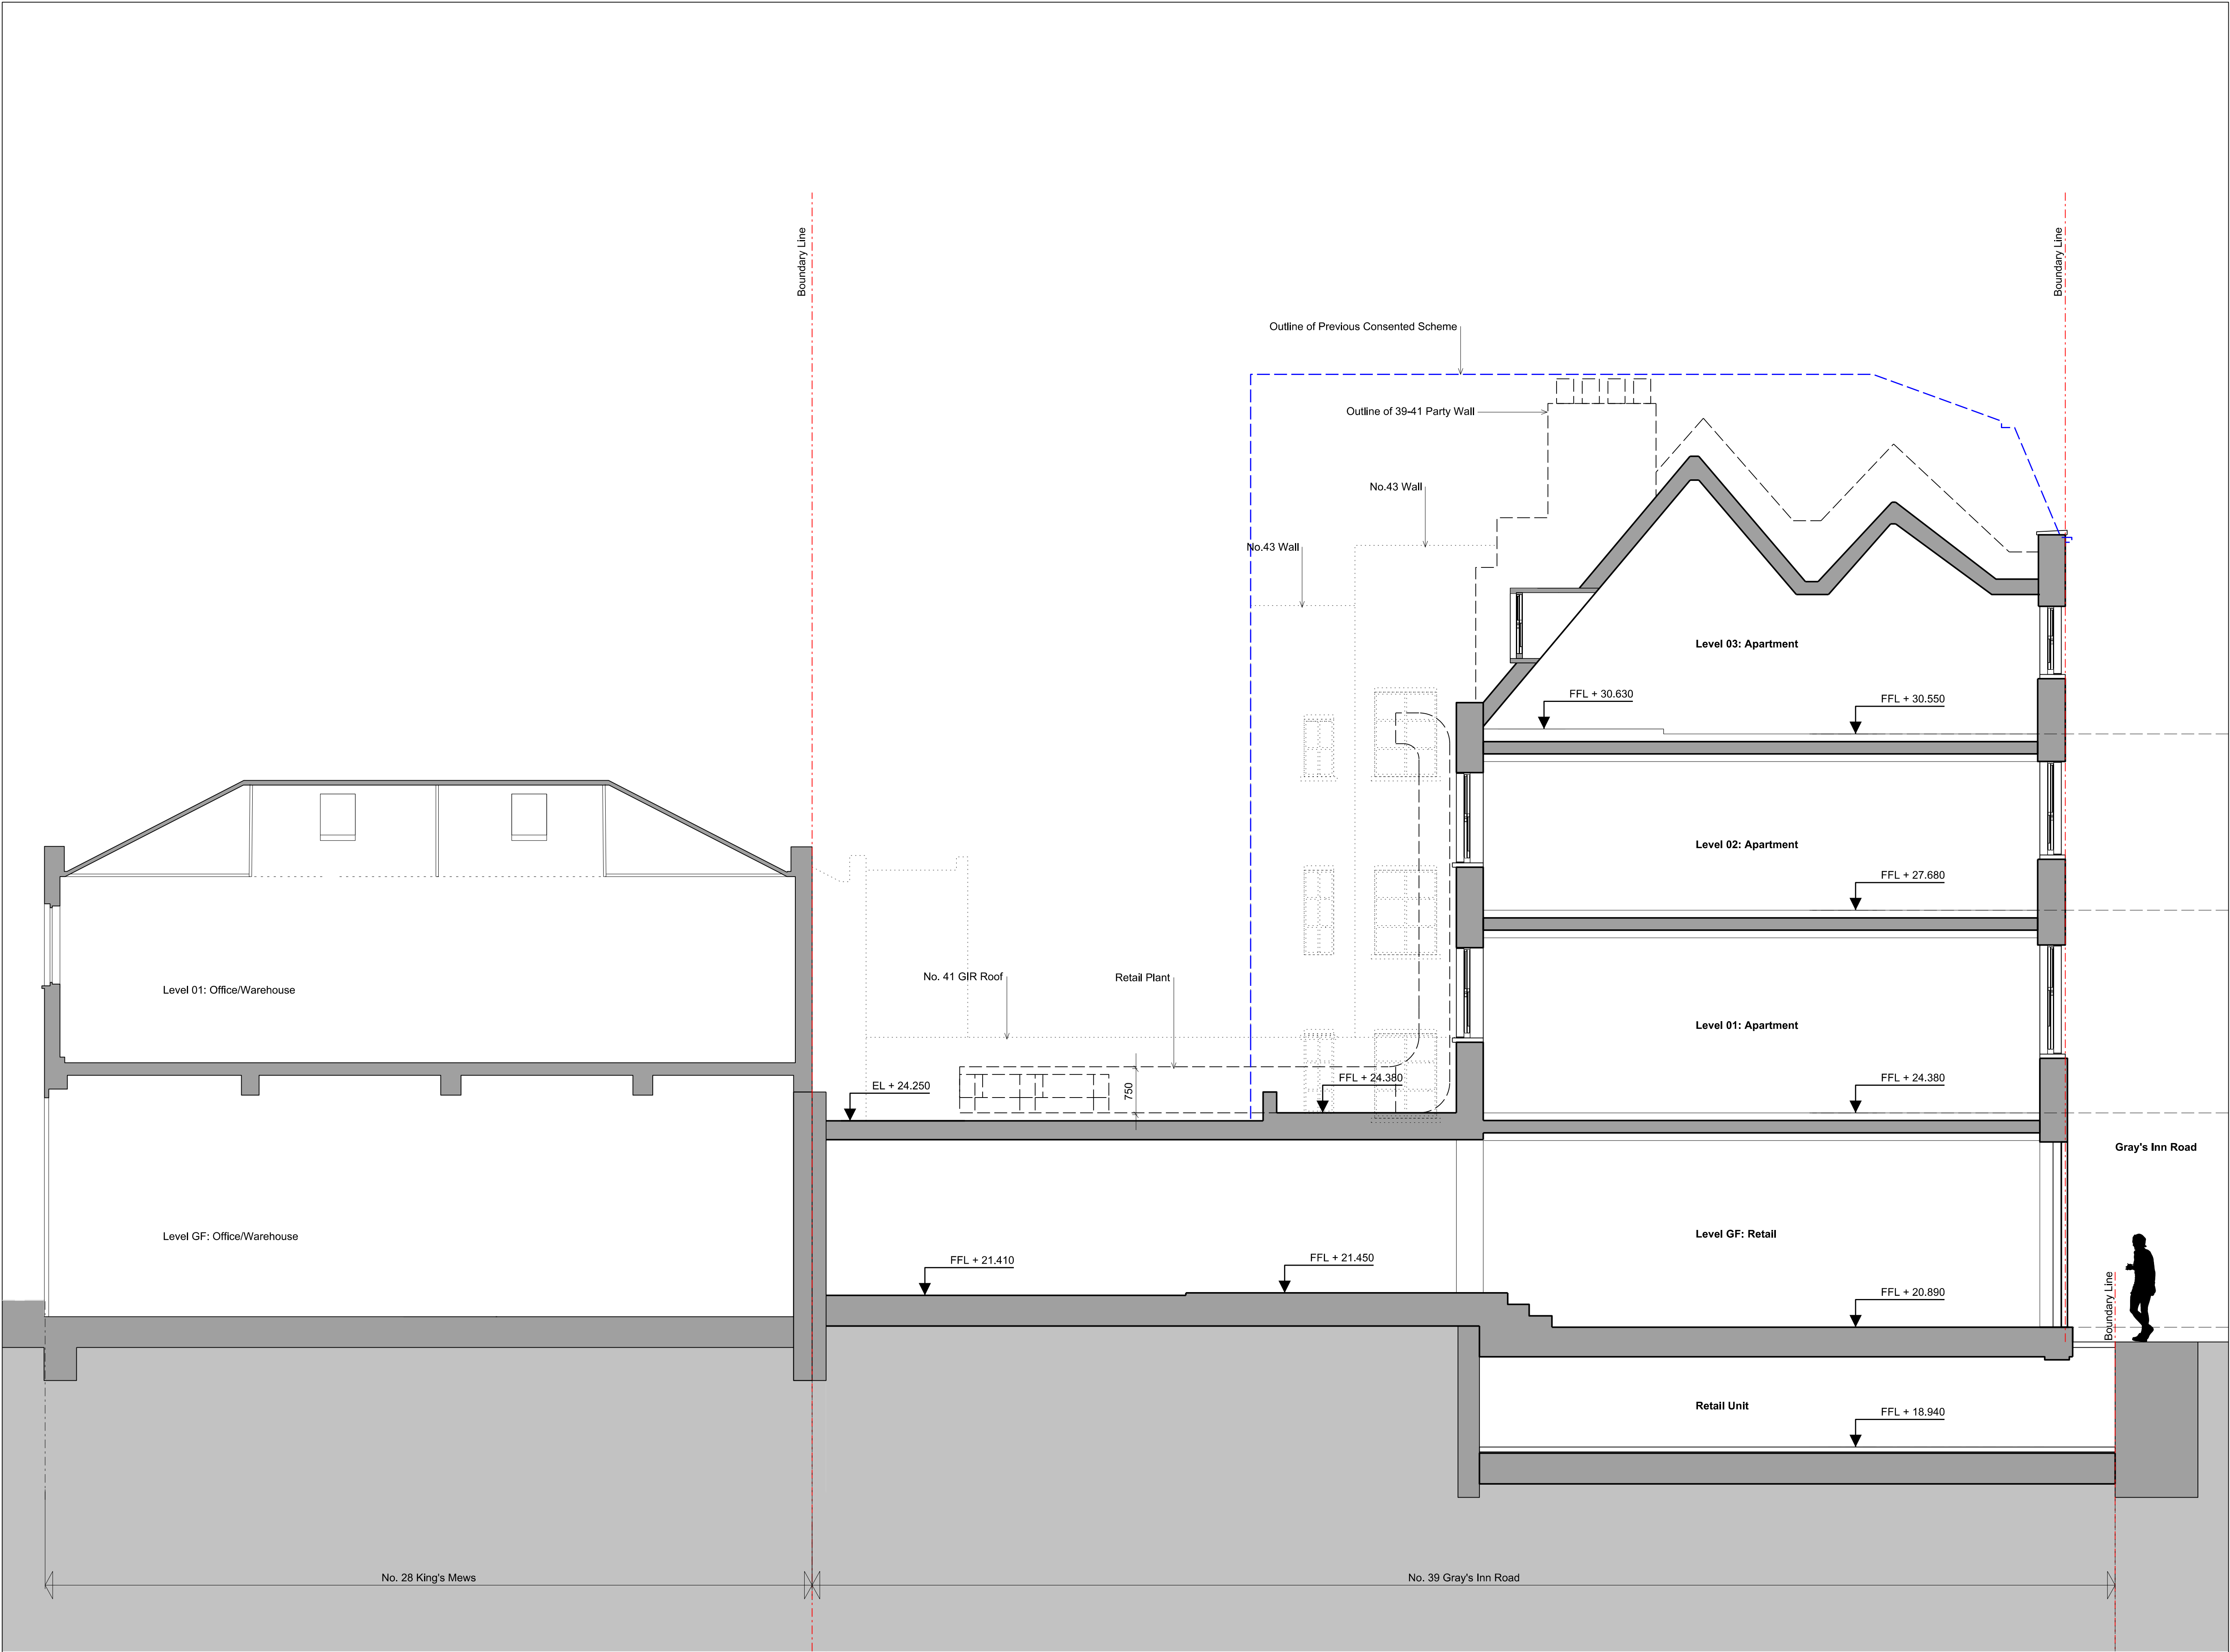 Boundary Line
Boundary Line
Outline of Previous Consented Scheme
Outline of 39-41 Party Wall
No.43 Wall
No.43 Wall
Level 03: Apartment
FFL + 30.630
FFL + 30.550
Level 02: Apartment
FFL + 27.680
No. 41 GIR Roof
Retail Plant
Level 01: Office/Warehouse
Level 01: Apartment
EL + 24.250
750
FFL + 24.380
FFL + 24.380
Gray's Inn Road
Level GF: Office/Warehouse
Level GF: Retail
FFL + 21.410
FFL + 21.450
FFL + 20.890
Boundary Line
Retail Unit
FFL + 18.940
No. 28 King's Mews
No. 39 Gray's Inn Road